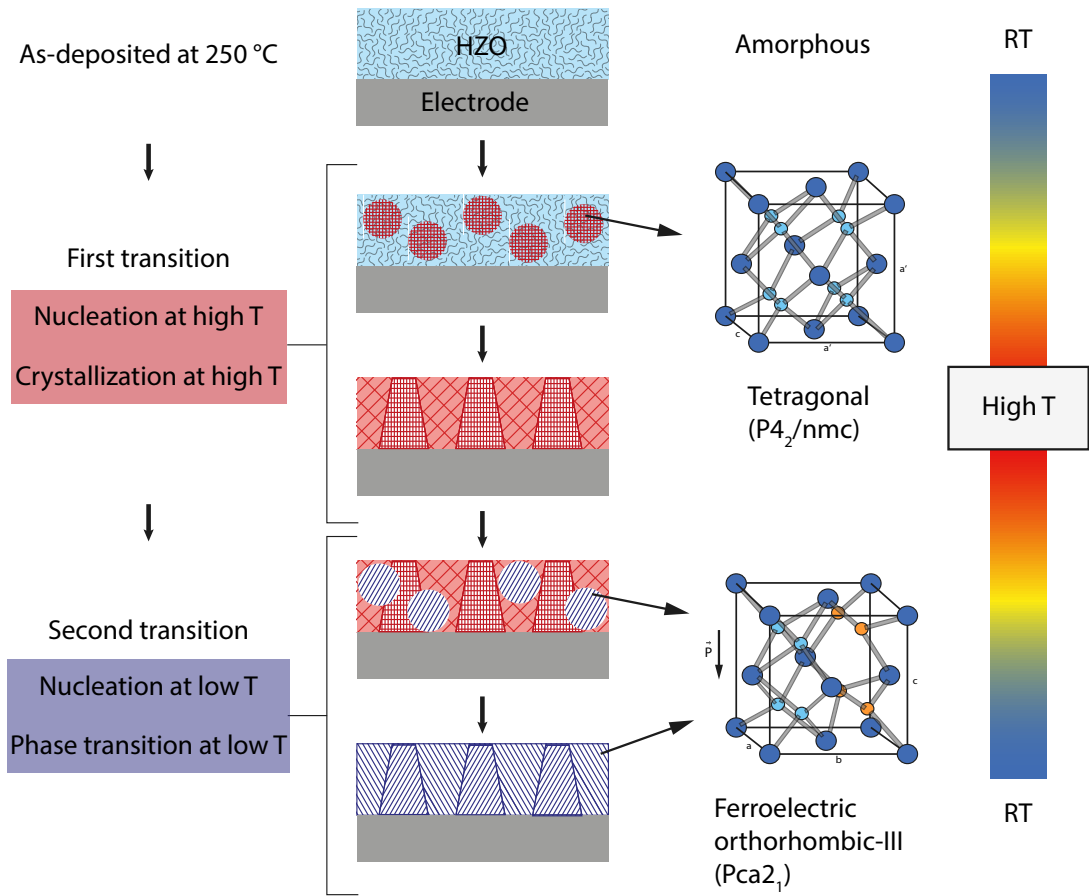 As-deposited at 250 °C
HZO
Electrode
Amorphous
RT
First transition
Nucleation at high T
Crystallization at high T
a'
c
a'
Tetragonal
(P4₂/nmc)
High T
Second transition
Nucleation at low T
Phase transition at low T
P⃗
c
a
b
Ferroelectric
orthorhombic-III
(Pca2₁)
RT